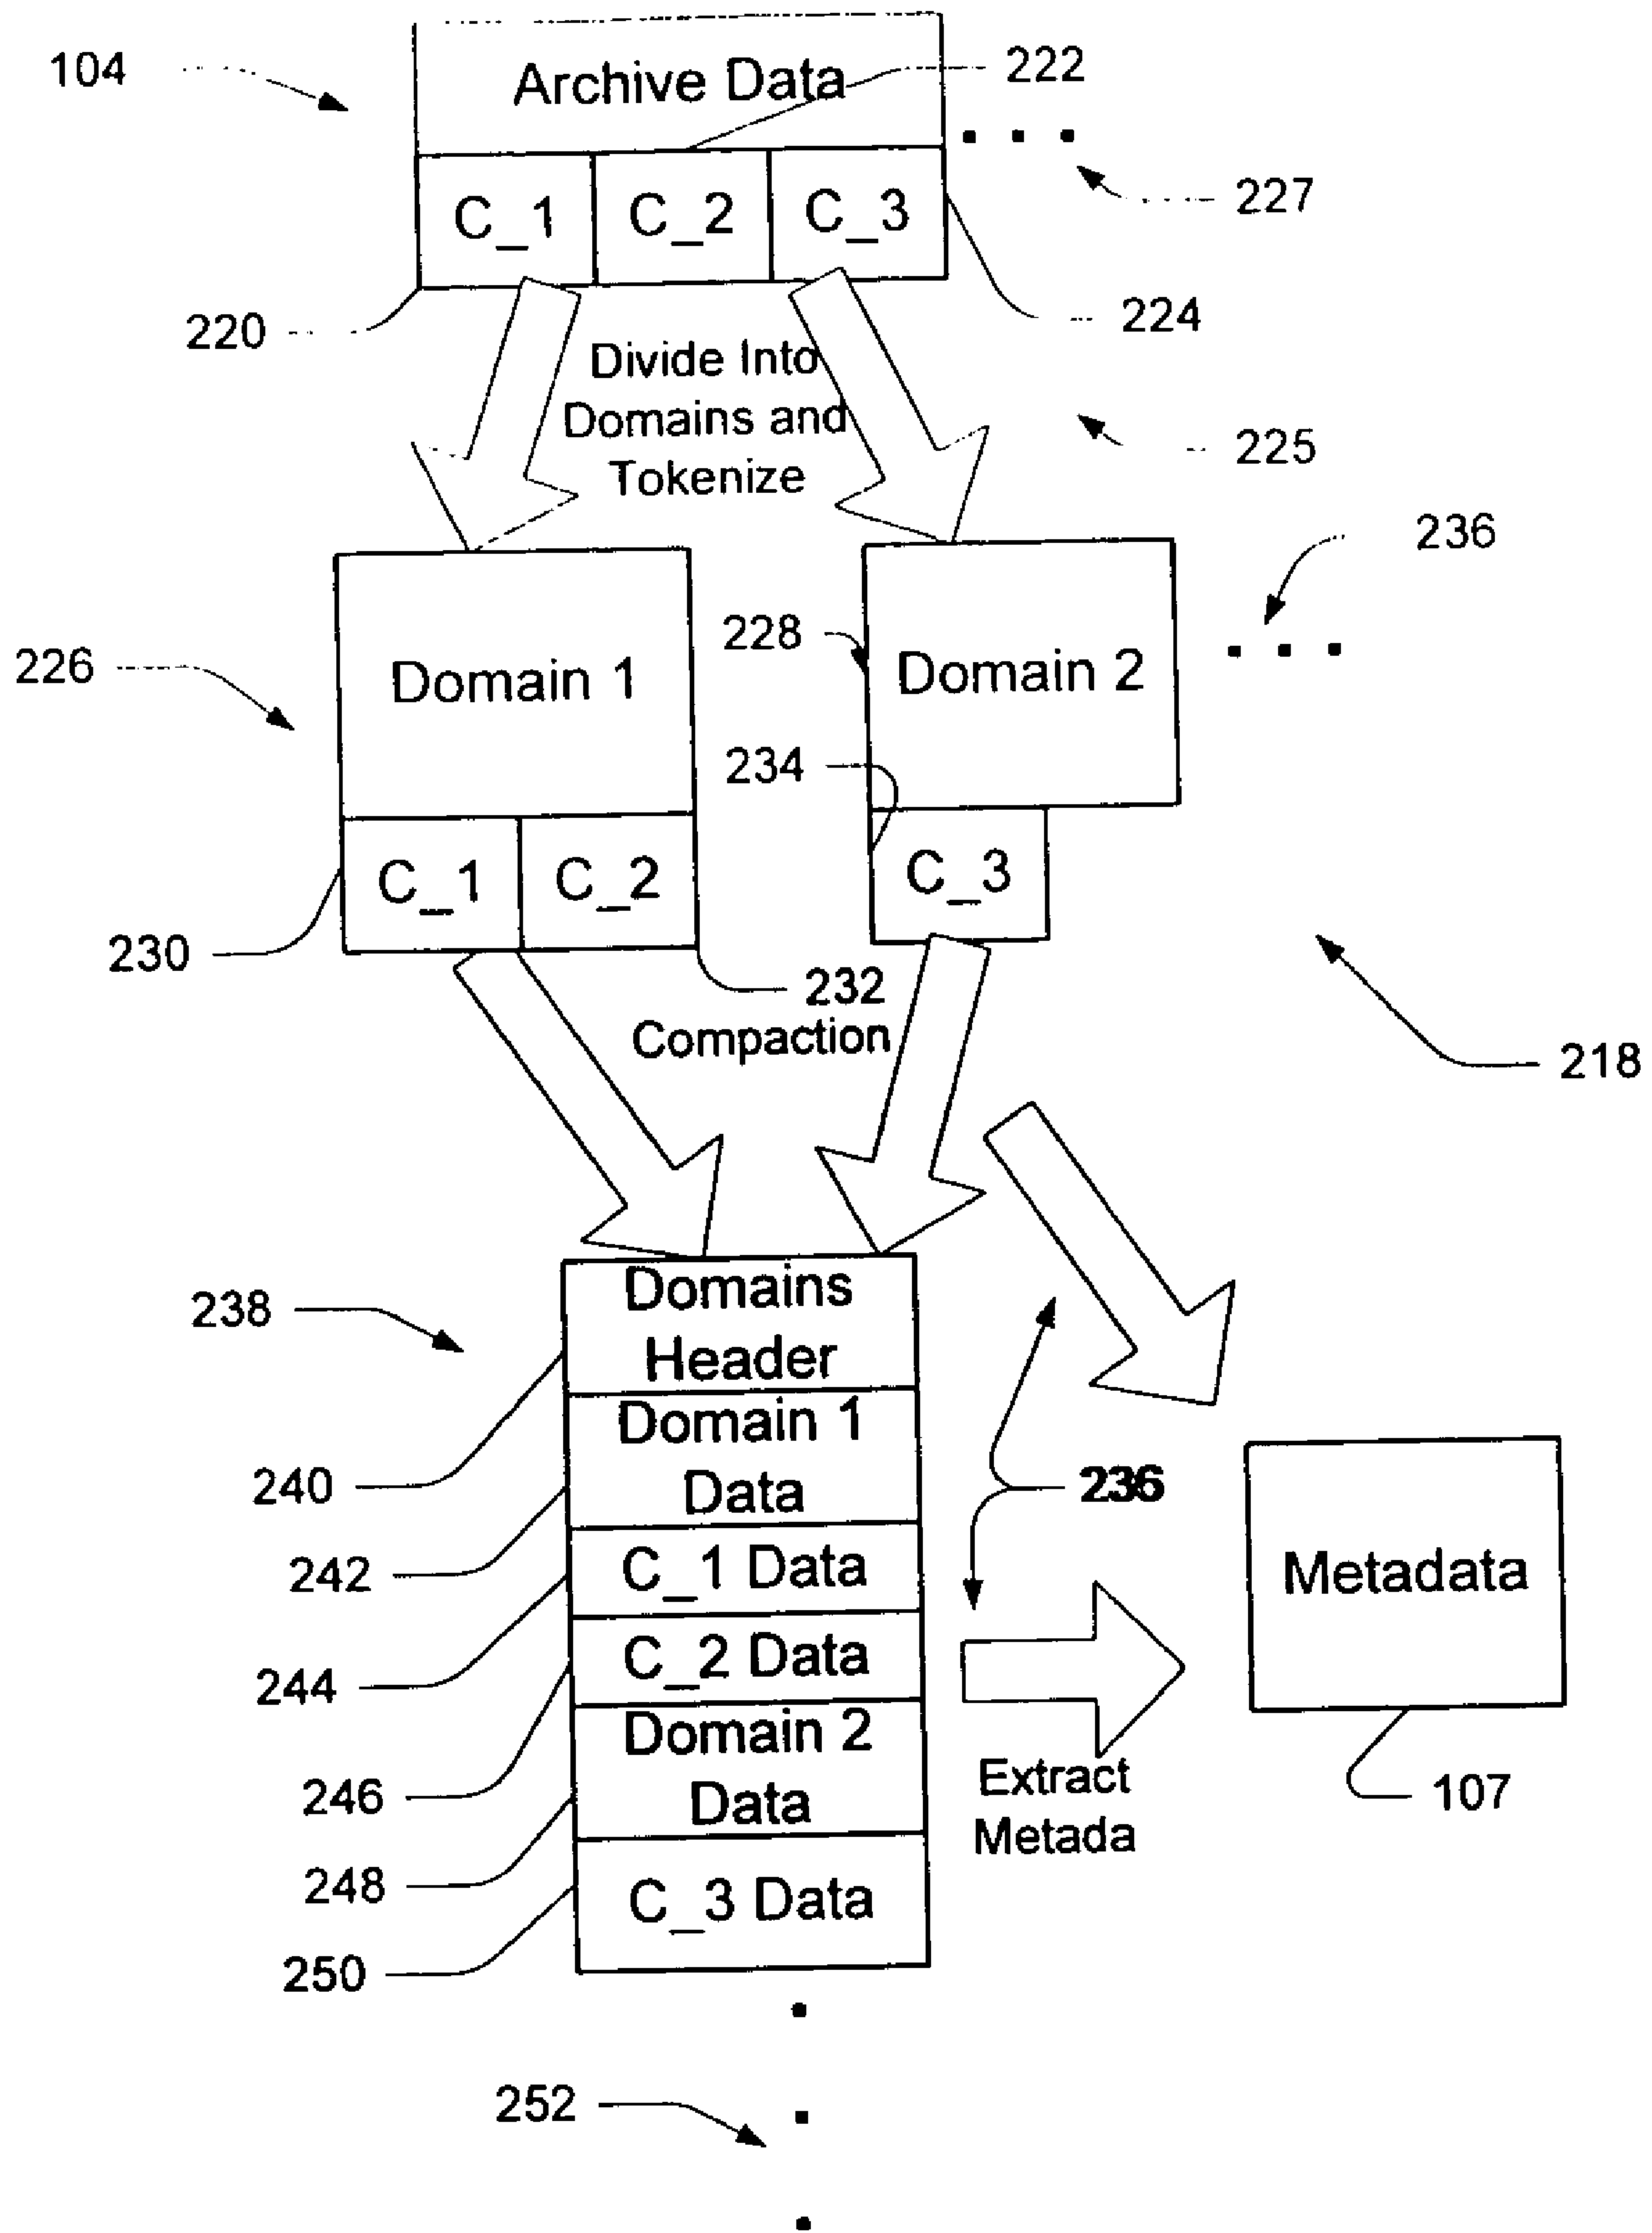 104
Archive Data
222
C_1
C_2
C_3
227
220
224
Divide Into
Domains and
Tokenize
225
236
226
Domain 1
228
Domain 2
234
C_1
C_2
C_3
230
232
Compaction
218
238
Domains
Header
240
Domain 1
Data
236
242
C_1 Data
Metadata
244
C_2 Data
246
Domain 2
Data
Extract
Metada
107
248
C_3 Data
250
252